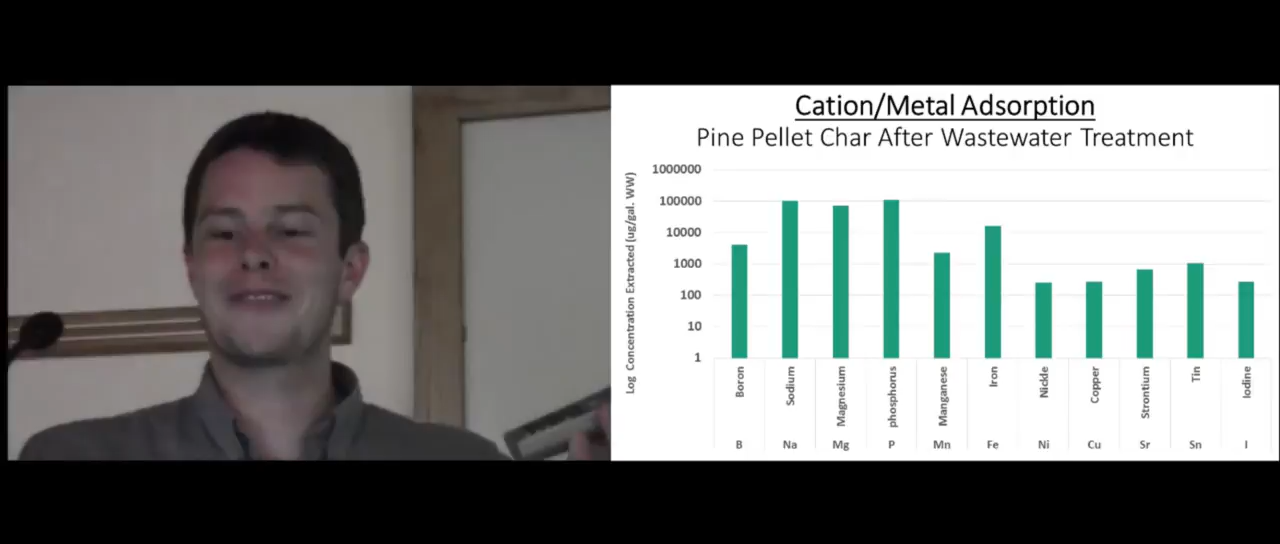 Cation/Metal Adsorption
Pine Pellet Char After Wastewater Treatment
Log Concentration Extracted (ug/gal. WW)
1000000
100000
10000
1000
100
10
1
Boron Sodium Magnesium phosphorus Manganese Iron Nickle Copper Strontium Tin Iodine
B Na Mg P Mn Fe Ni Cu Sr Sn I